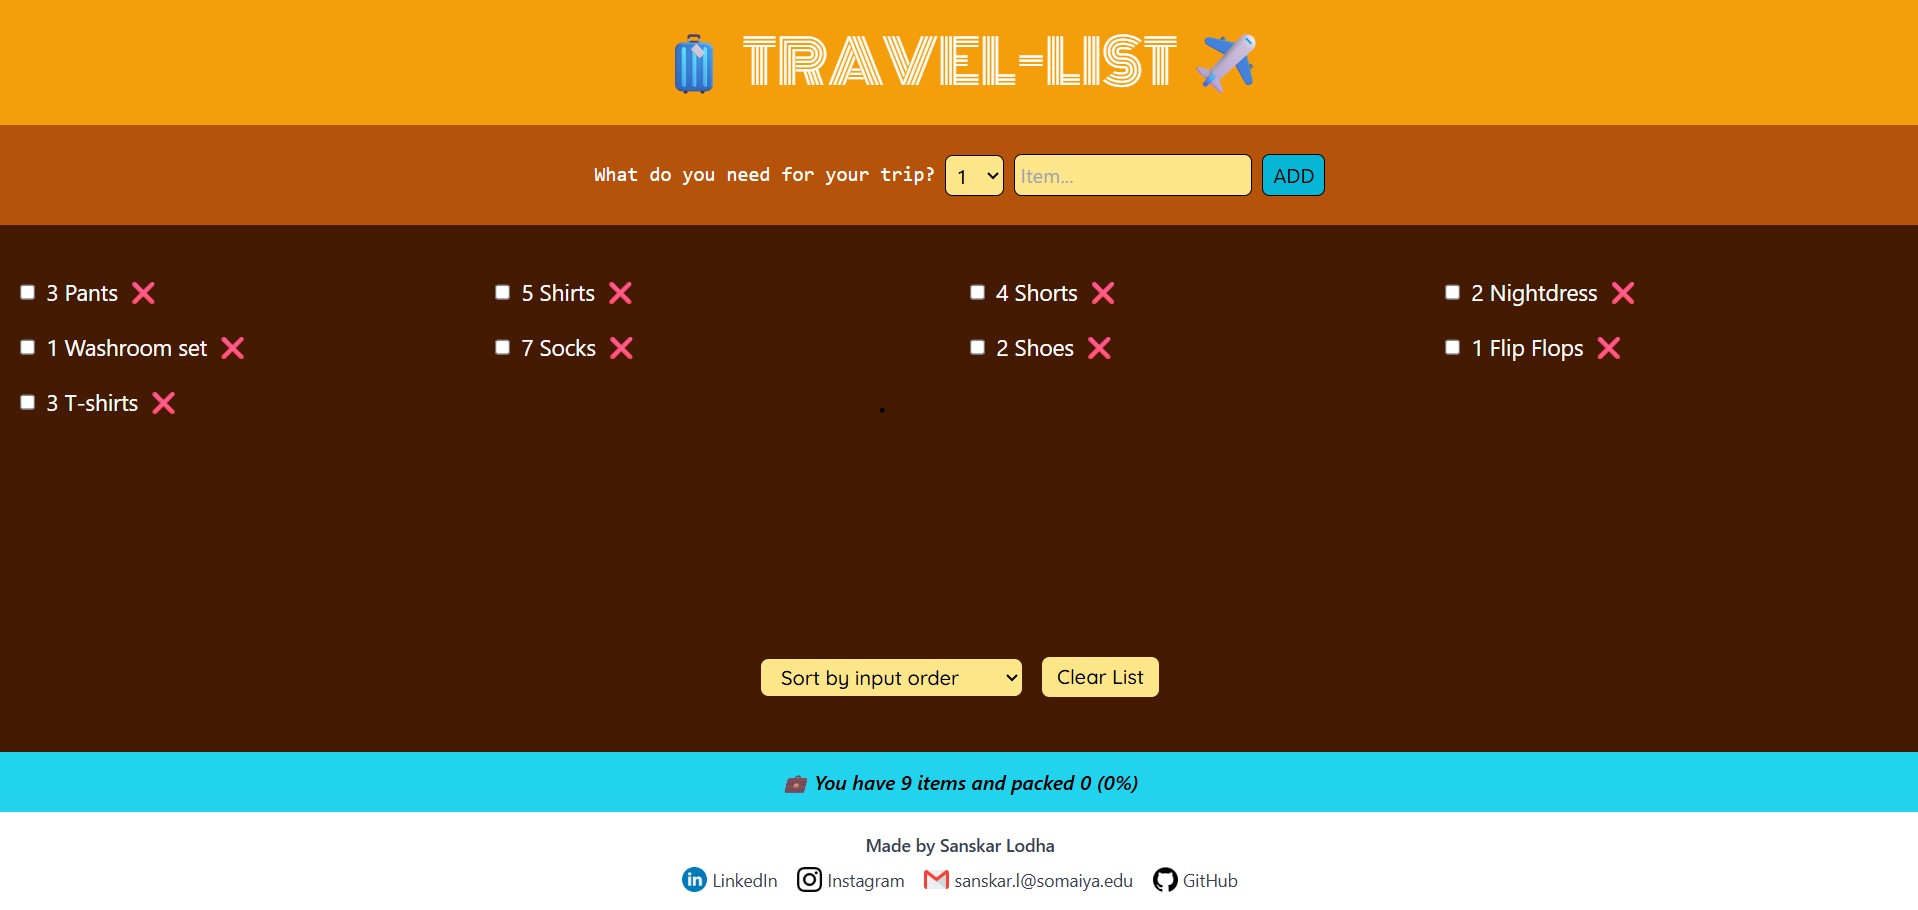 TRAVEL-LIST
What do you need for your trip? 1 Item... ADD
3 Pants 5 Shirts 4 Shorts 2 Nightdress
1 Washroom set 7 Socks 2 Shoes 1 Flip Flops
3 T-shirts
Sort by input order Clear List
You have 9 items and packed 0 (0%)
Made by Sanskar Lodha
LinkedIn Instagram sanskar.l@somaiya.edu GitHub